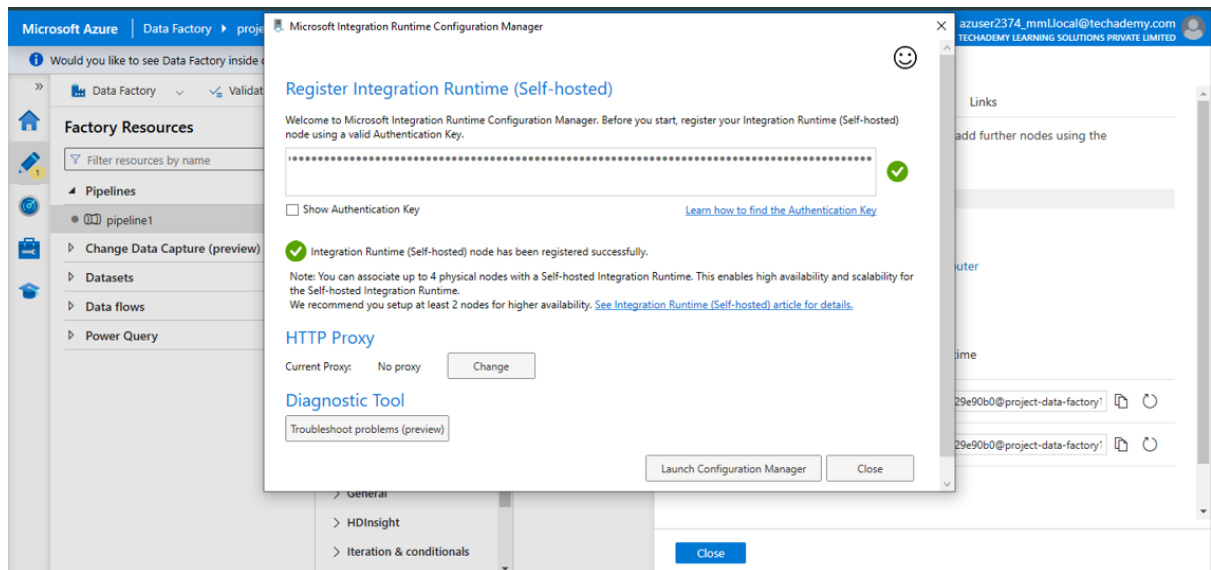 Microsoft Azure
Data Factory
proje
azuser2374_mml.local@techademy.com
TECHADEMY LEARNING SOLUTIONS PRIVATE LIMITED
Would you like to see Data Factory inside
Data Factory
Validat
Factory Resources
Filter resources by name
1
Pipelines
pipeline1
Change Data Capture (preview)
Datasets
Data flows
Power Query
Microsoft Integration Runtime Configuration Manager
Register Integration Runtime (Self-hosted)
Welcome to Microsoft Integration Runtime Configuration Manager. Before you start, register your Integration Runtime (Self-hosted)
node using a valid Authentication Key.
Show Authentication Key
Learn how to find the Authentication Key
Integration Runtime (Self-hosted) node has been registered successfully.
Note: You can associate up to 4 physical nodes with a Self-hosted Integration Runtime. This enables high availability and scalability for
the Self-hosted Integration Runtime.
We recommend you setup at least 2 nodes for higher availability. See Integration Runtime (Self-hosted) article for details.
HTTP Proxy
Current Proxy: No proxy
Change
Diagnostic Tool
Troubleshoot problems (preview)
Launch Configuration Manager
Close
General
HDInsight
Iteration & conditionals
Links
add further nodes using the
uter
ime
29e90b0@project-data-factory1
29e90b0@project-data-factory1
Close